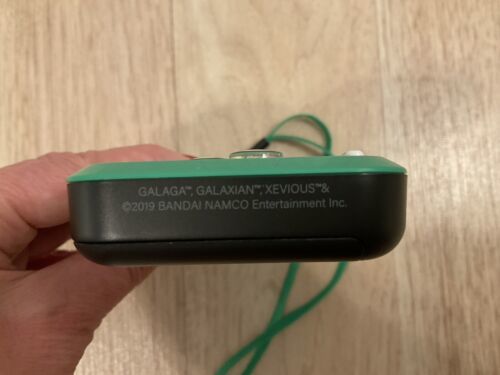 GALAGA™, GALAXIAN™, XEVIOUS™&
©2019 BANDAI NAMCO Entertainment Inc.